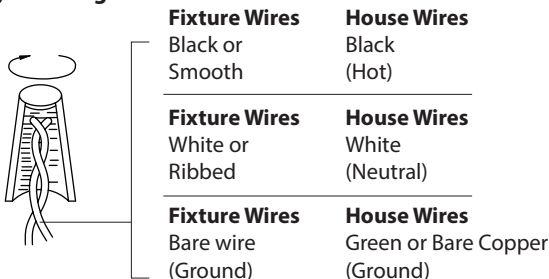 Fixture Wires House Wires
Black or Black
Smooth (Hot)
Fixture Wires House Wires
White or White
Ribbed (Neutral)
Fixture Wires House Wires
Bare wire Green or Bare Copper
(Ground) (Ground)